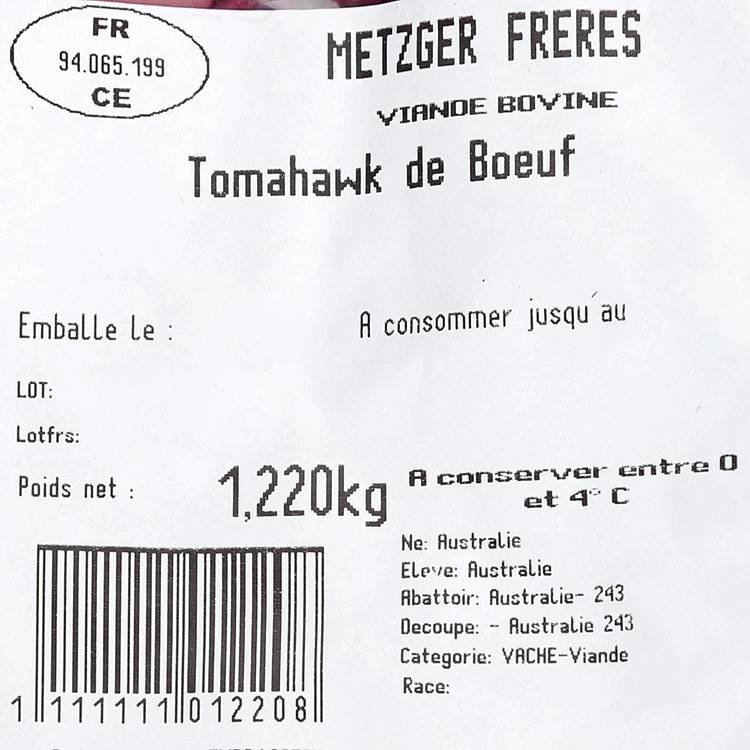 FR
94.065.199
CE
METZGER FRERES
VIANDE BOVINE
Tomahawk de Boeuf
Emballe le :
A consommer jusqu'au
LOT:
Lotfrs:
Poids net :
1,220kg
A conserver entre 0
et 4° C
Ne: Australie
Eleve: Australie
Abattoir: Australie- 243
Decoupe: - Australie 243
Categorie: VACHE-Viande
Race:
1 111111 012208